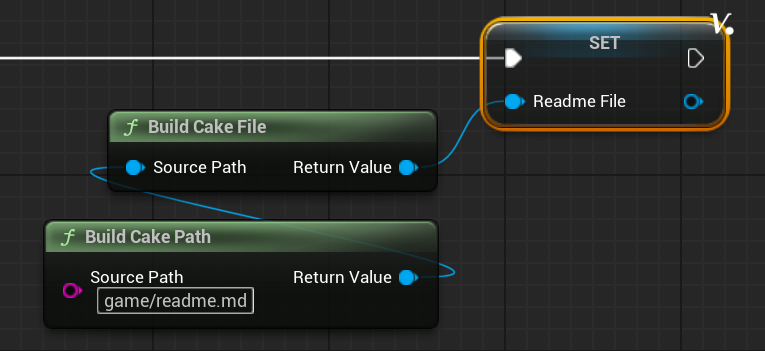 V.
SET
Readme File
f Build Cake File
Source Path Return Value
f Build Cake Path
Source Path Return Value
game/readme.md